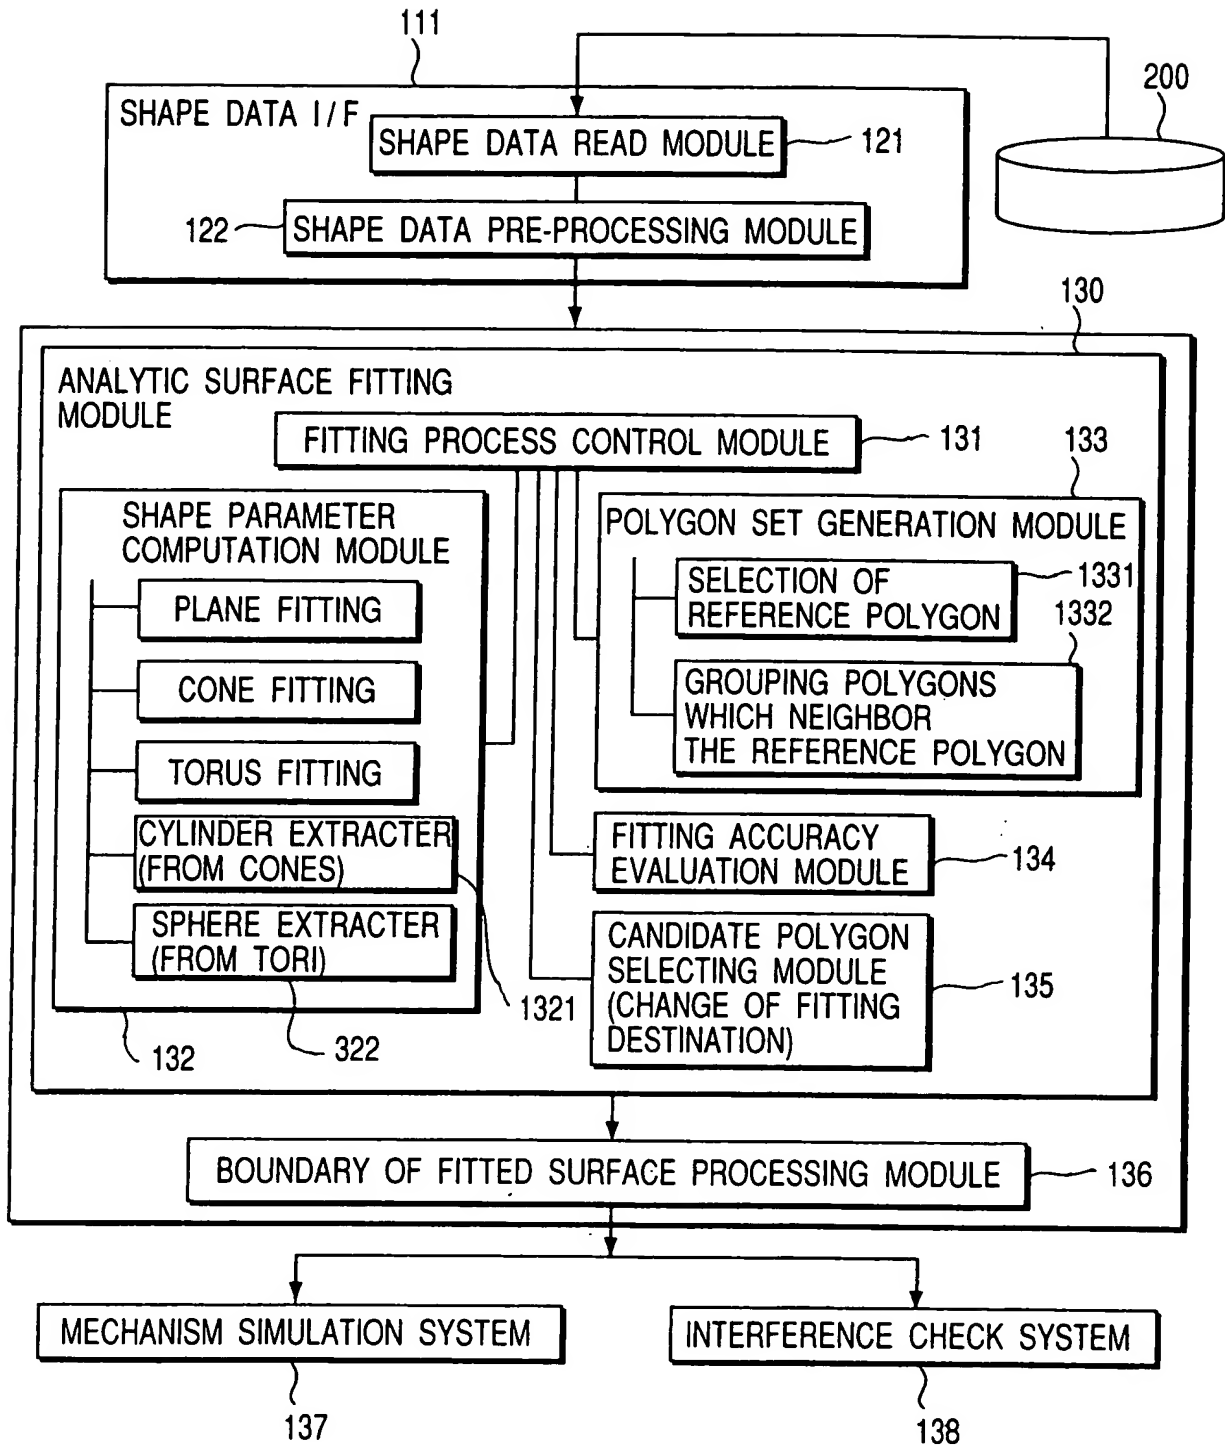 111
200
SHAPE DATA I/F
SHAPE DATA READ MODULE
121
122
SHAPE DATA PRE-PROCESSING MODULE
130
ANALYTIC SURFACE FITTING
MODULE
FITTING PROCESS CONTROL MODULE
131
133
SHAPE PARAMETER
COMPUTATION MODULE
PLANE FITTING
CONE FITTING
TORUS FITTING
CYLINDER EXTRACTER
(FROM CONES)
SPHERE EXTRACTER
(FROM TORI)
1321
322
132
POLYGON SET GENERATION MODULE
SELECTION OF
REFERENCE POLYGON
1331
1332
GROUPING POLYGONS
WHICH NEIGHBOR
THE REFERENCE POLYGON
FITTING ACCURACY
EVALUATION MODULE
134
CANDIDATE POLYGON
SELECTING MODULE
(CHANGE OF FITTING
DESTINATION)
135
BOUNDARY OF FITTED SURFACE PROCESSING MODULE
136
MECHANISM SIMULATION SYSTEM
137
INTERFERENCE CHECK SYSTEM
138